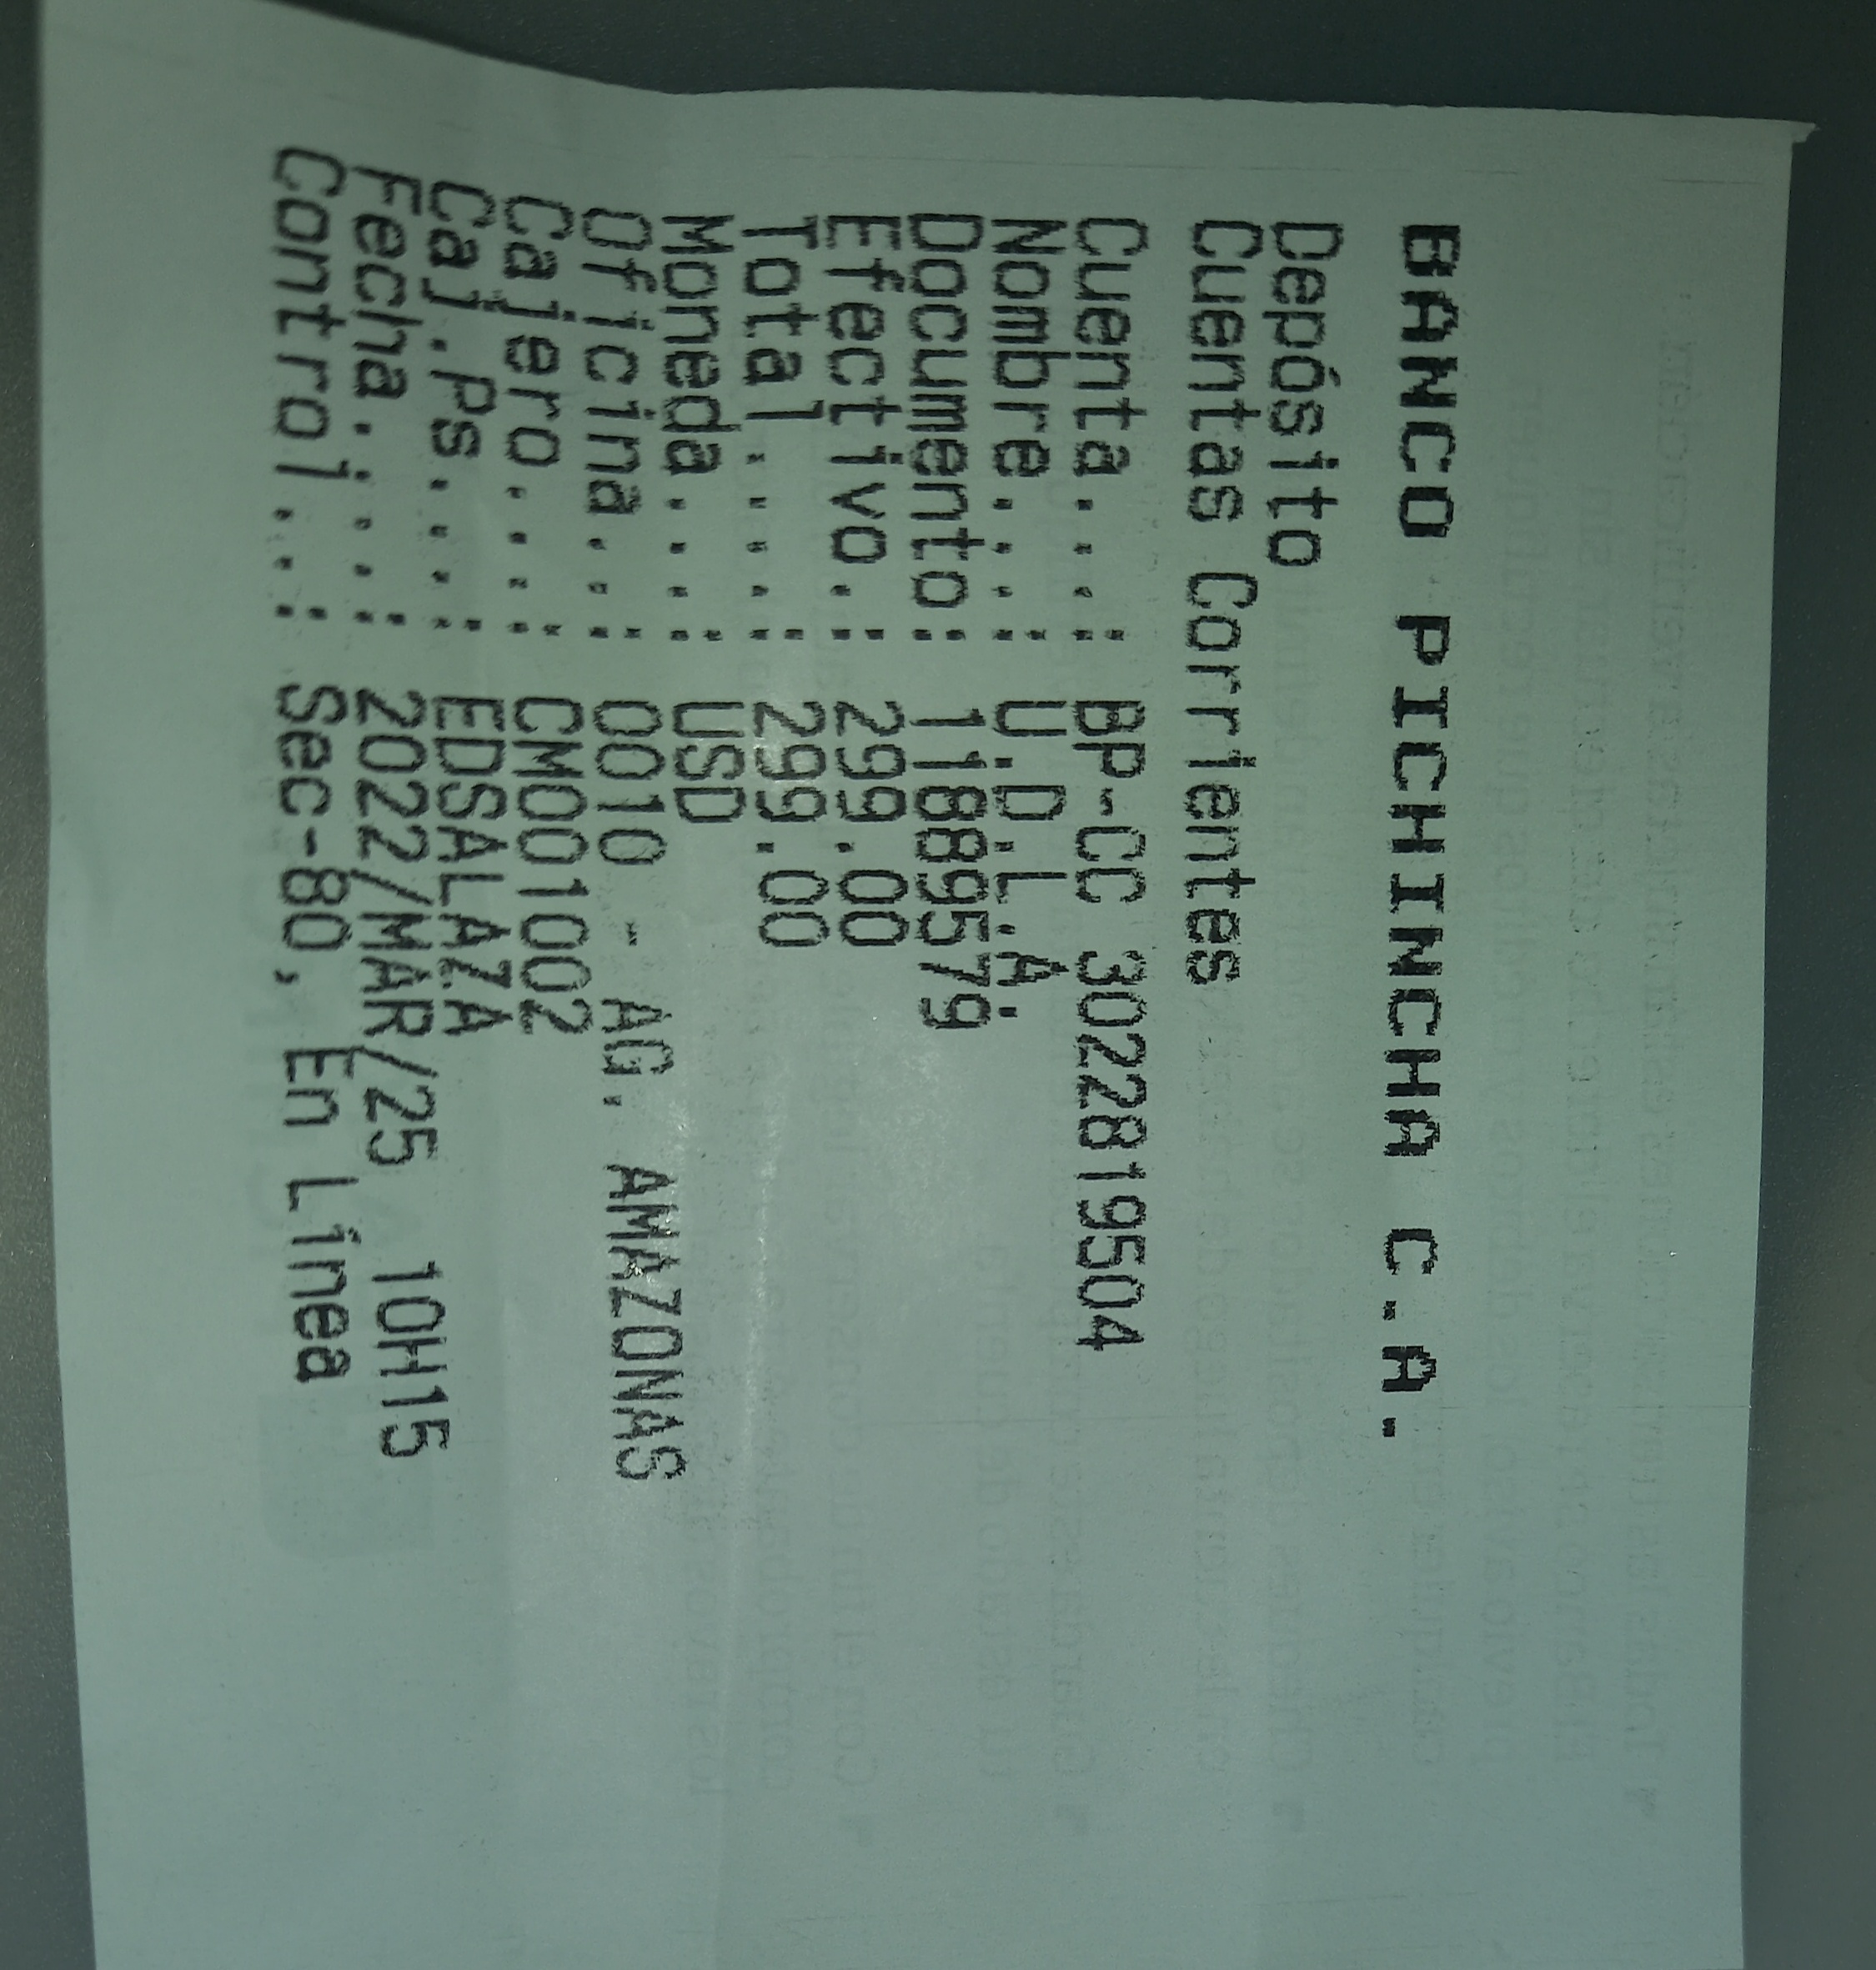 BANCO PICHINCHA C.A.
Depósito
Cuentas Corrientes
Cuenta....: BP-CC 3022819504
Nombre....: U.D.L.A.
Documento: 118895579
Efectivo.: 299.00
Total.....: 299.00
Moneda....: USD
Oficina...: 0010 - AG. AMAZONAS
Cajero....: CM001002
Caj.Ps....: EDSALAZA
Fecha.:...: 2022/MAR/25 10H15
Control...: Sec-80, En Línea